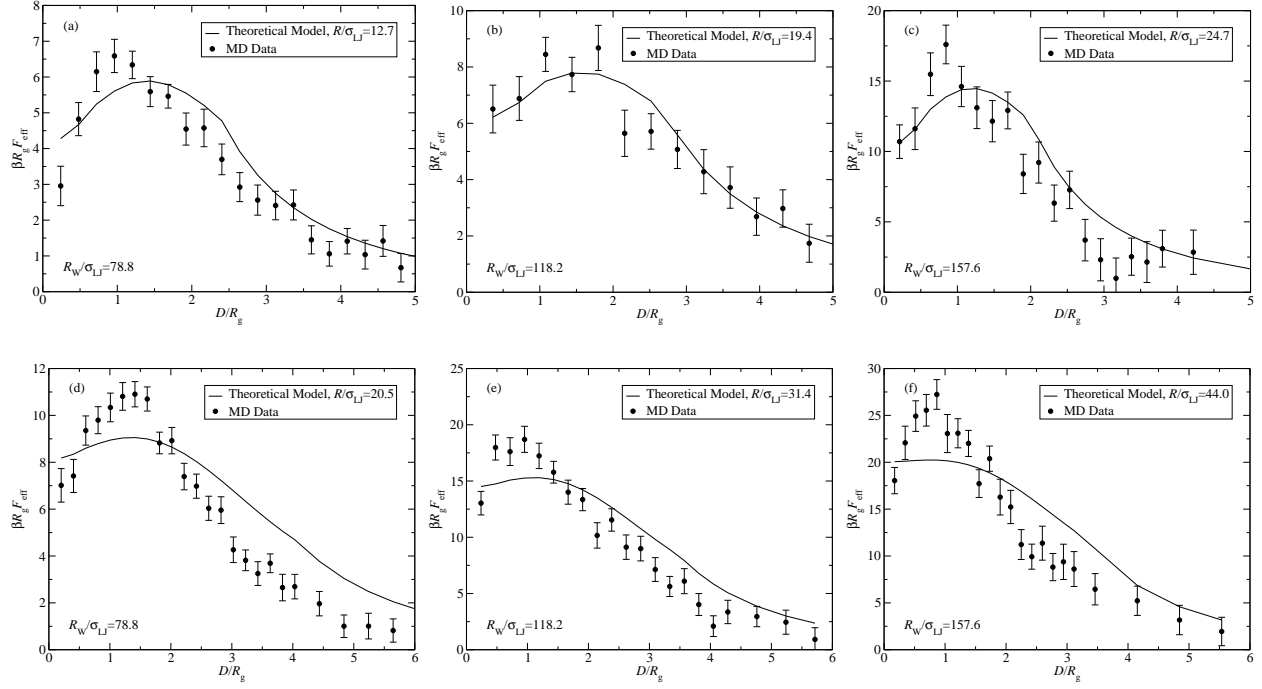 (a)
Theoretical Model, R/σLJ=12.7
MD Data
βRgFeff
8
7
6
5
4
3
2
1
0
RW/σLJ=78.8
0 1 2 3 4 5
D/Rg
(b)
Theoretical Model, R/σLJ=19.4
MD Data
βRgFeff
10
8
6
4
2
0
RW/σLJ=118.2
0 1 2 3 4 5
D/Rg
(c)
Theoretical Model, R/σLJ=24.7
MD Data
βRgFeff
20
15
10
5
0
RW/σLJ=157.6
0 1 2 3 4 5
D/Rg
(d)
Theoretical Model, R/σLJ=20.5
MD Data
βRgFeff
12
10
8
6
4
2
0
RW/σLJ=78.8
0 1 2 3 4 5 6
D/Rg
(e)
Theoretical Model, R/σLJ=31.4
MD Data
βRgFeff
25
20
15
10
5
0
RW/σLJ=118.2
0 1 2 3 4 5 6
D/Rg
(f)
Theoretical Model, R/σLJ=44.0
MD Data
βRgFeff
30
25
20
15
10
5
0
RW/σLJ=157.6
0 1 2 3 4 5 6
D/Rg